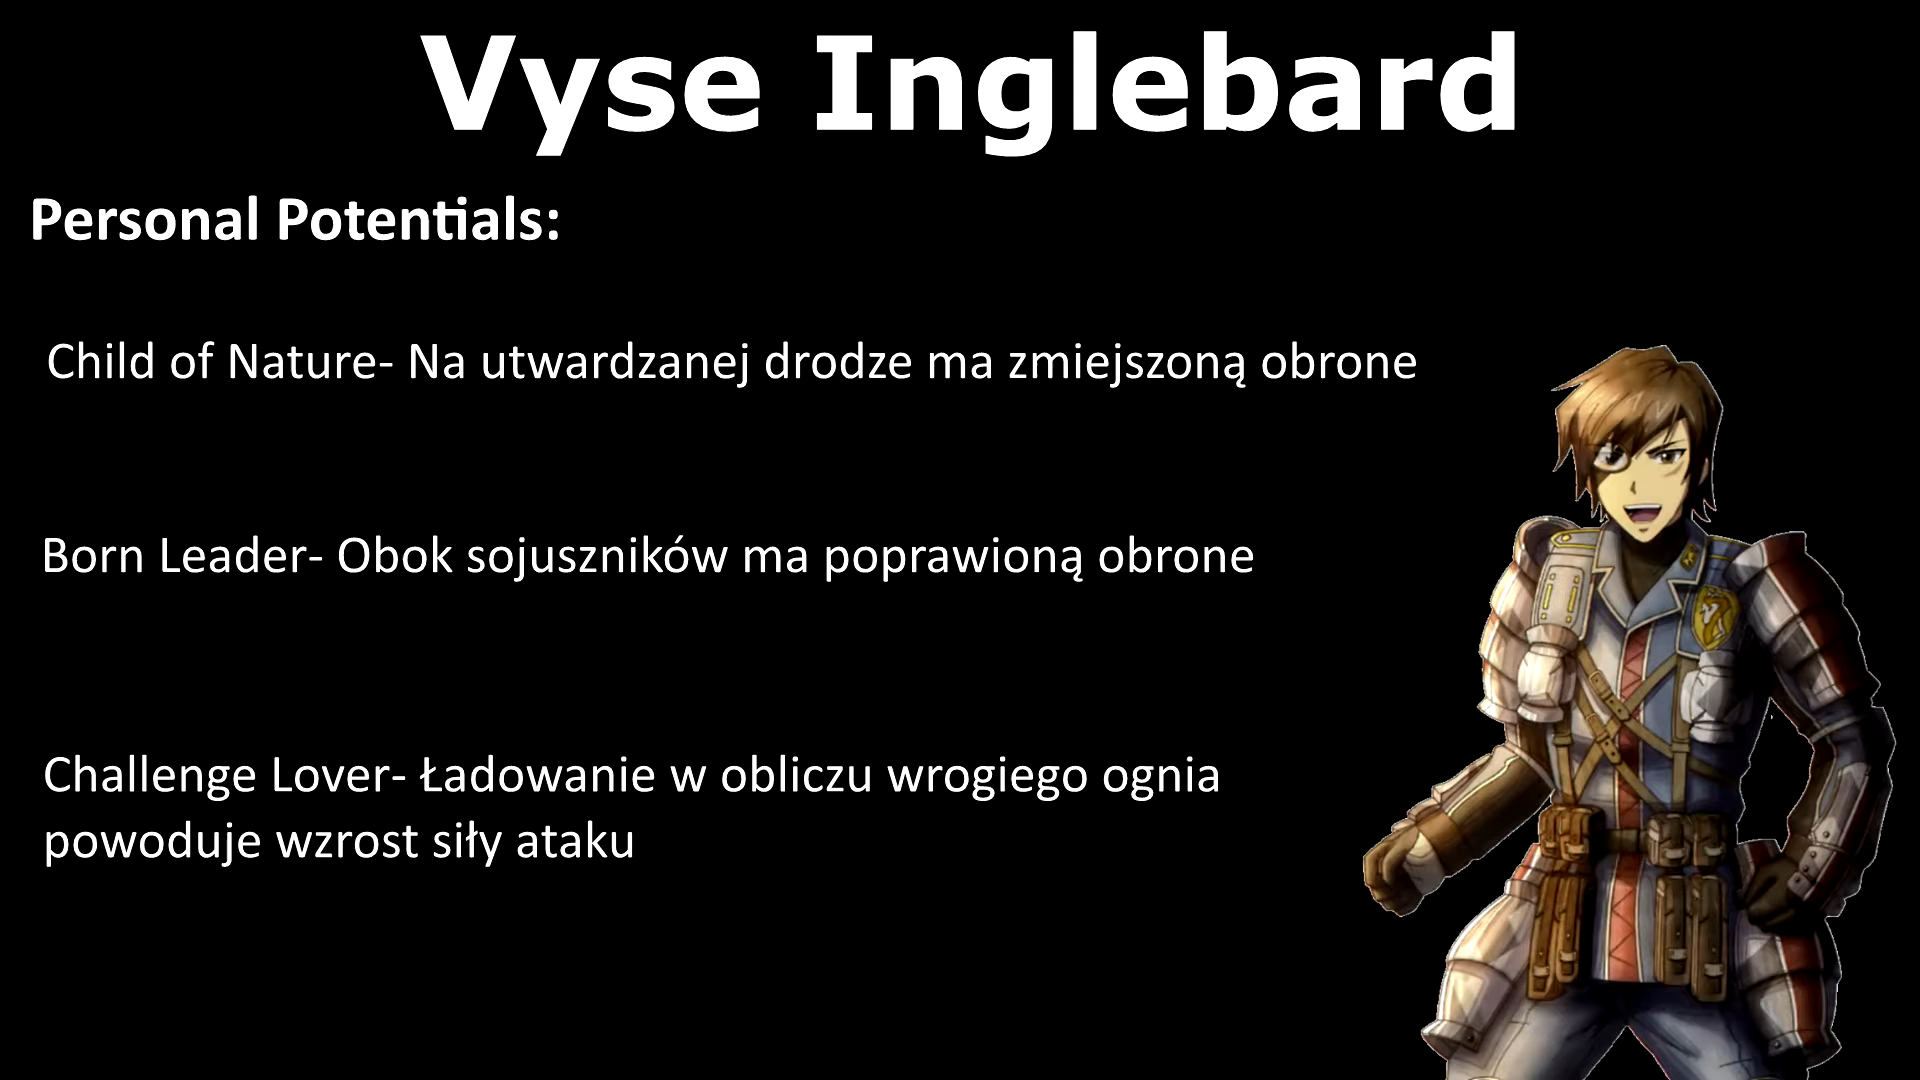 Vyse Inglebard
Personal Potentials:
Child of Nature- Na utwardzanej drodze ma zmiejszoną obrone
Born Leader- Obok sojuszników ma poprawioną obrone
Challenge Lover- Ładowanie w obliczu wrogiego ognia
powoduje wzrost siły ataku